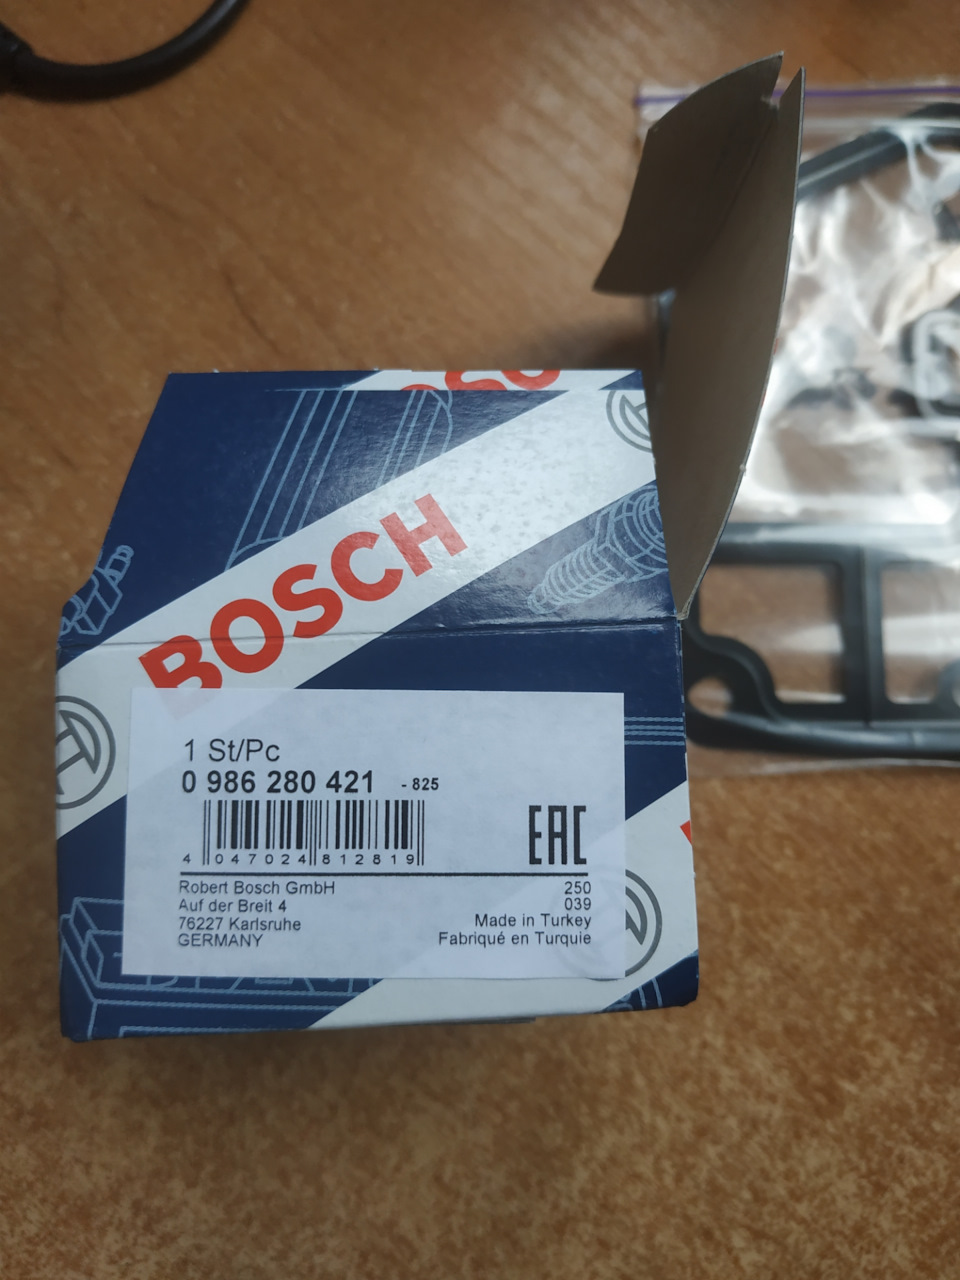 BOSCH
1 St/Pc
0 986 280 421 - 825
4 047024 812819
EAC
Robert Bosch GmbH
Auf der Breit 4
76227 Karlsruhe
GERMANY
250
039
Made in Turkey
Fabriqué en Turquie